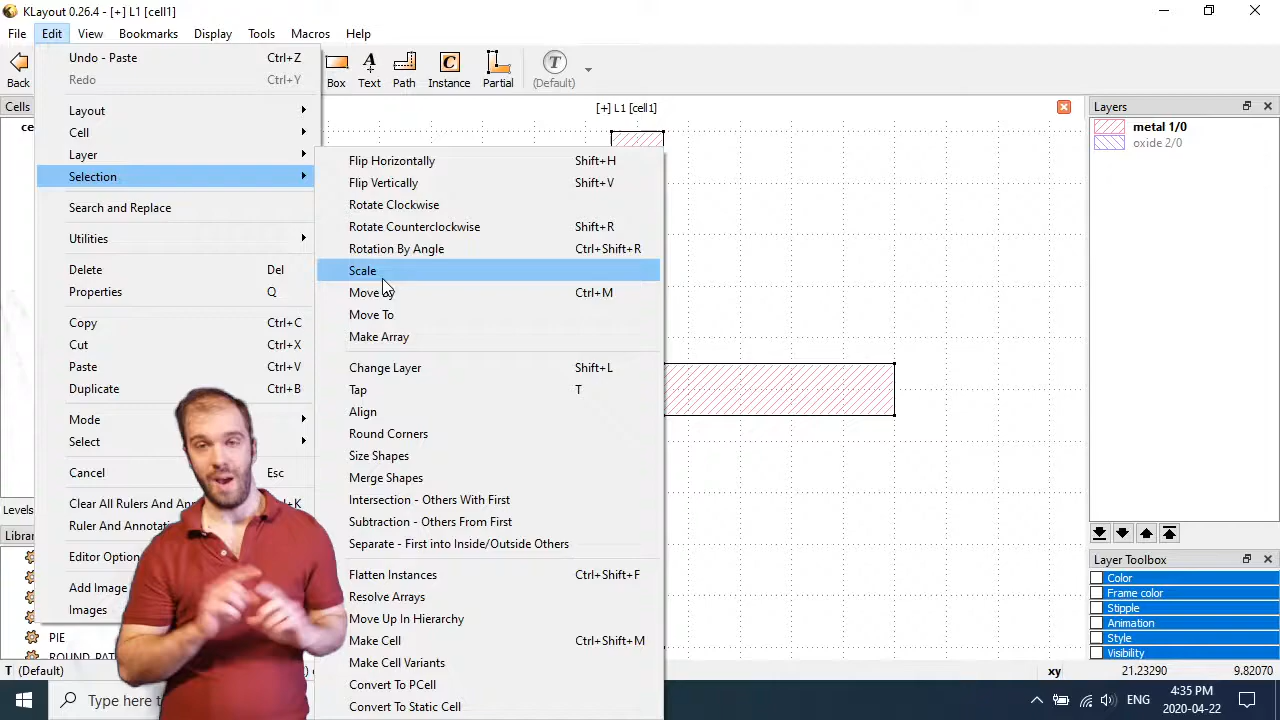 KLayout 0.26.4 - [+] L1 [cell1]
File Edit View Bookmarks Display Tools Macros Help
Back
Box
Text
Path
Instance
Partial
(Default)
Undo - Paste Ctrl+Z
Redo Ctrl+Y
Layout
Cell
Layer
Selection
Search and Replace
Utilities
Delete Del
Properties Q
Copy Ctrl+C
Cut Ctrl+X
Paste Ctrl+V
Duplicate Ctrl+B
Mode
Select
Cancel Esc
Clear All Rulers And
Editor
Add Image
Images
Flip Horizontally Shift+H
Flip Vertically Shift+V
Rotate Clockwise
Rotate Counterclockwise Shift+R
Rotation By Angle Ctrl+Shift+R
Scale
Move By Ctrl+M
Move To
Make Array
Change Layer Shift+L
Tap T
Align
Round Corners
Size Shapes
Merge Shapes
Intersection - Others With First
Subtraction - Others From First
Separate - First into Inside/Outside Others
Flatten Instances Ctrl+Shift+F
Resolve Arrays
Move Up In Hierarchy
Make Cell Ctrl+Shift+M
Make Cell Variants
Convert To PCell
Convert To Static Cell
Cells
Levels
PIE
T (Default)
[+] L1 [cell1]
Layers
metal 1/0
oxide 2/0
Layer Toolbox
Color
Frame color
Stipple
Animation
Style
Visibility
xy 21.23290 9.82070
Type here
ENG
4:35 PM
2020-04-22